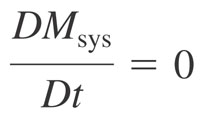 DM_sys/Dt = 0